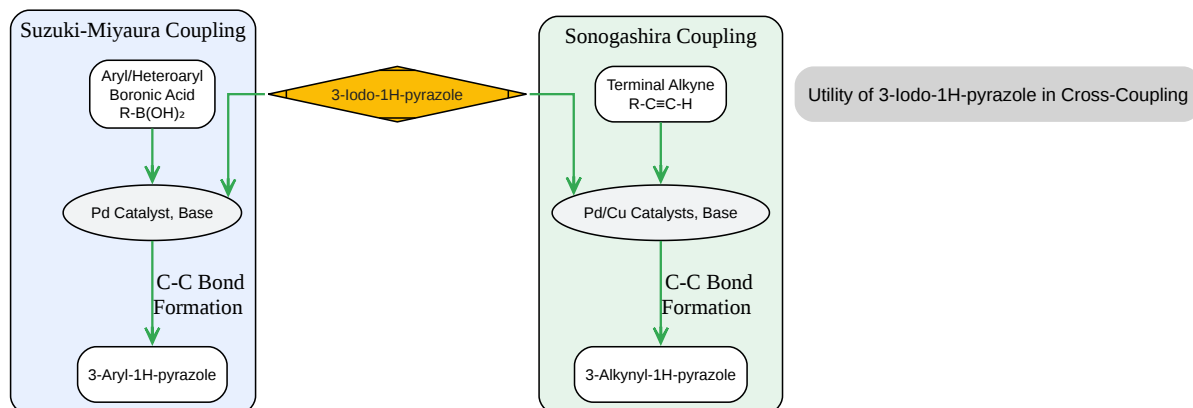 Suzuki-Miyaura Coupling
Aryl/Heteroaryl
Boronic Acid
R-B(OH)₂
Pd Catalyst, Base
C-C Bond
Formation
3-Aryl-1H-pyrazole
3-Iodo-1H-pyrazole
Sonogashira Coupling
Terminal Alkyne
R-C≡C-H
Pd/Cu Catalysts, Base
C-C Bond
Formation
3-Alkynyl-1H-pyrazole
Utility of 3-Iodo-1H-pyrazole in Cross-Coupling